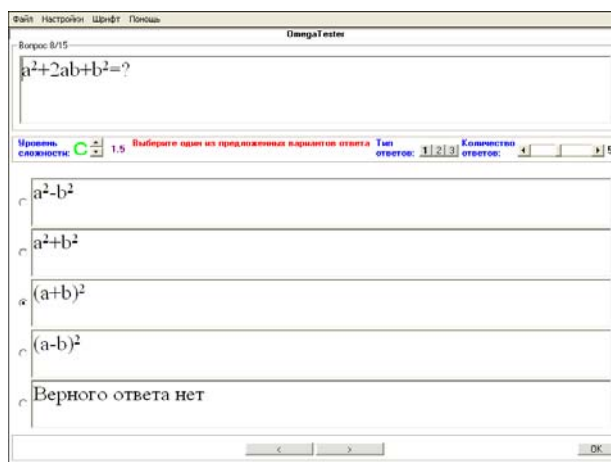 Файл Настройки Шрифт Помощь
OmegaTester
Вопрос 8/15
a²+2ab+b²=?
Уровень сложности: C 1.5 Выберите один из предложенных вариантов ответа Тип ответов: 1 2 3 Количество ответов: 5
a²-b²
a²+b²
(a+b)²
(a-b)²
Верного ответа нет
< > OK